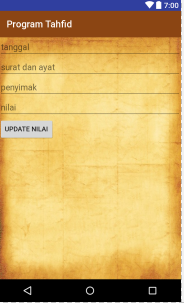 7:00
Program Tahfid
tanggal
surat dan ayat
penyimak
nilai
UPDATE NILAI